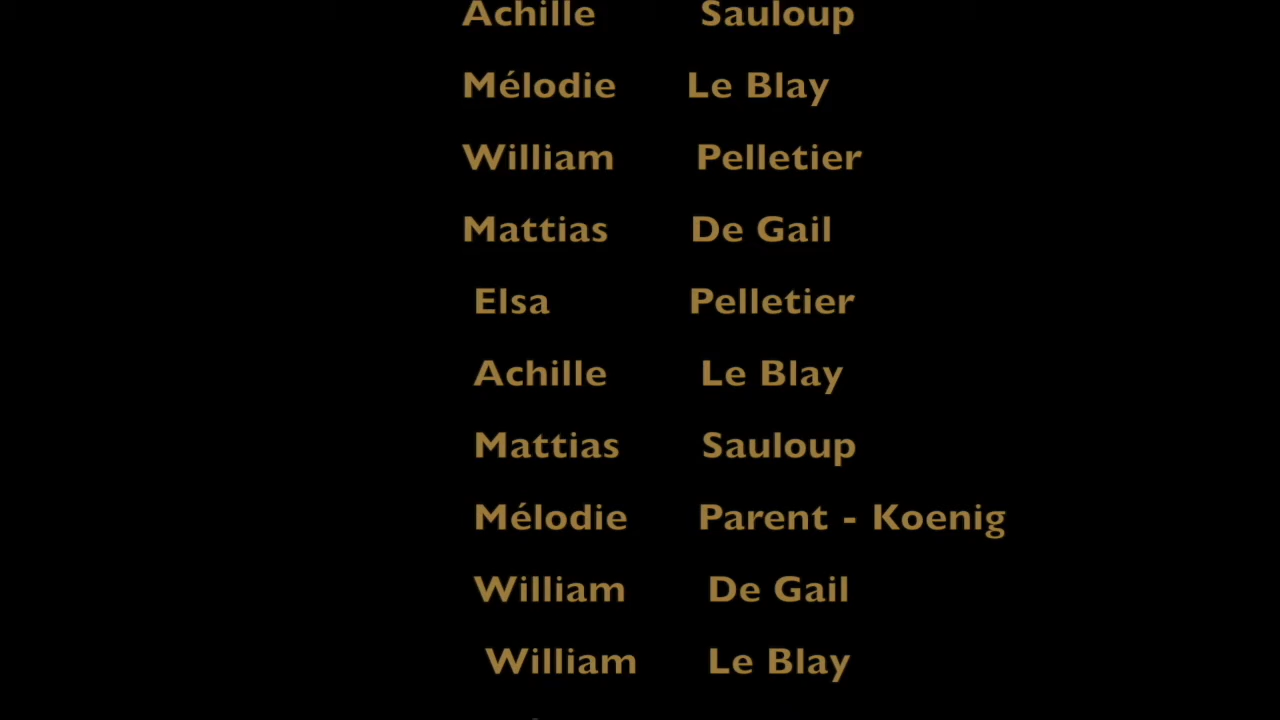 Achille Sauloup
Mélodie Le Blay
William Pelletier
Mattias De Gail
Elsa Pelletier
Achille Le Blay
Mattias Sauloup
Mélodie Parent - Koenig
William De Gail
William Le Blay